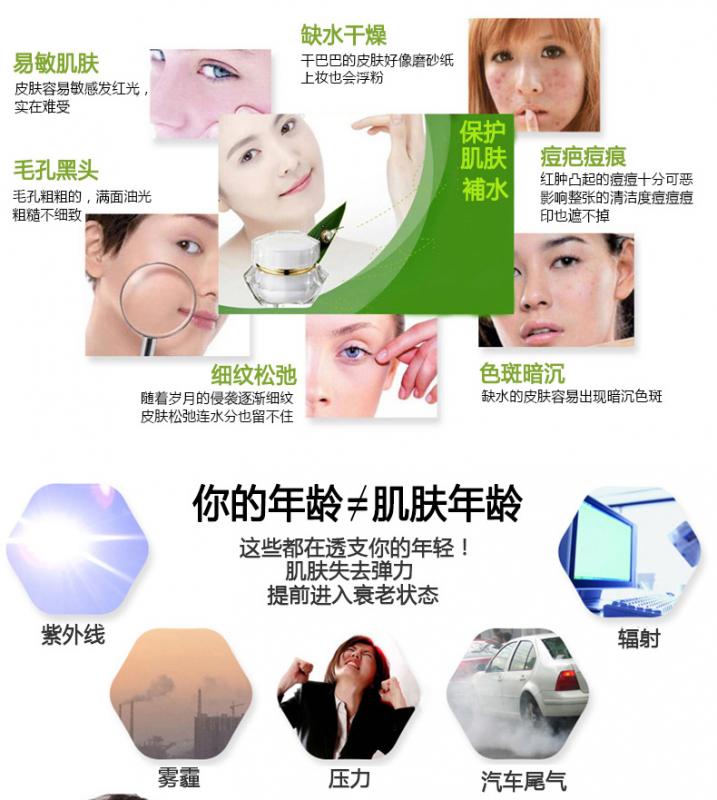 缺水干燥
干巴巴的皮肤好像磨砂纸
上妆也会浮粉
易敏肌肤
皮肤容易敏感发红光，
实在难受
保护
肌肤
補水
痘疤痘痕
红肿凸起的痘痘十分可恶
影响整张的清洁度痘痘痘
印也遮不掉
毛孔黑头
毛孔粗粗的，满面油光
粗糙不细致
细纹松弛
随着岁月的侵袭逐渐细纹
皮肤松弛连水分也留不住
色斑暗沉
缺水的皮肤容易出现暗沉色斑
你的年龄≠肌肤年龄
这些都在透支你的年轻！
肌肤失去弹力
提前进入衰老状态
紫外线
辐射
雾霾
压力
汽车尾气